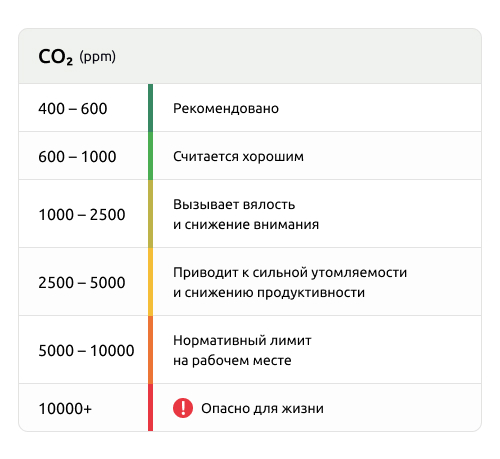 CO₂ (ppm)
400 – 600
Рекомендовано
600 – 1000
Считается хорошим
1000 – 2500
Вызывает вялость
и снижение внимания
2500 – 5000
Приводит к сильной утомляемости
и снижению продуктивности
5000 – 10000
Нормативный лимит
на рабочем месте
10000+
! Опасно для жизни